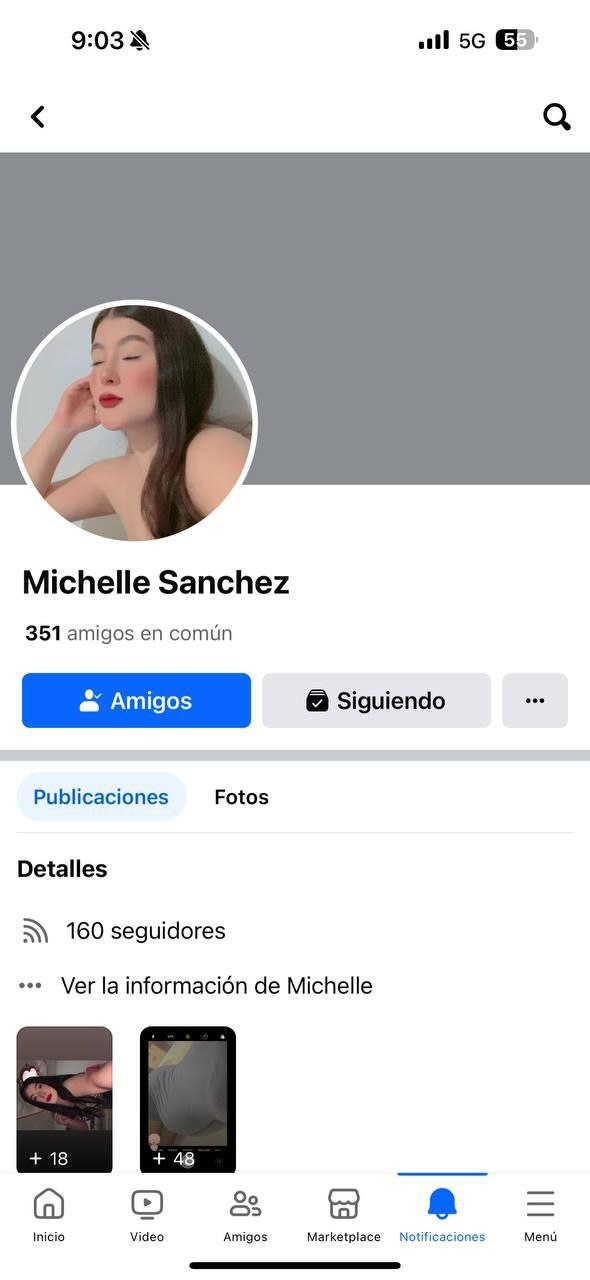 9:03
5G
55
Michelle Sanchez
351 amigos en común
Amigos
Siguiendo
Publicaciones
Fotos
Detalles
160 seguidores
Ver la información de Michelle
+ 18
+ 48
Inicio
Video
Amigos
Marketplace
Notificaciones
Menú